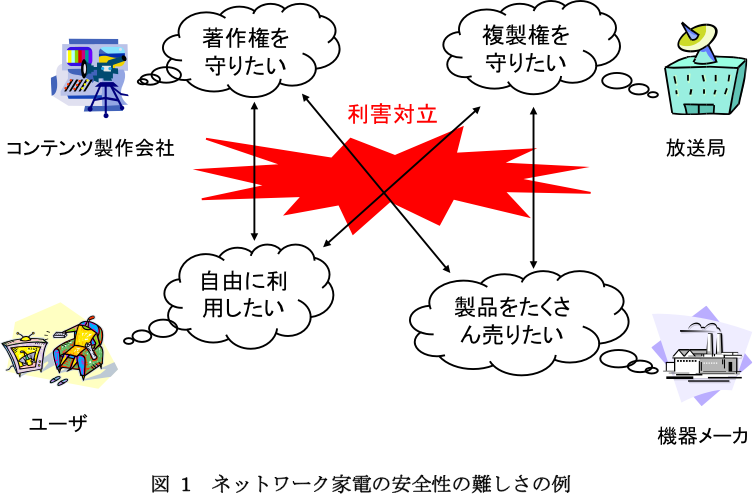 著作権を
守りたい
複製権を
守りたい
利害対立
コンテンツ製作会社
放送局
自由に利
用したい
製品をたくさ
ん売りたい
ユーザ
機器メーカ
図 1 ネットワーク家電の安全性の難しさの例